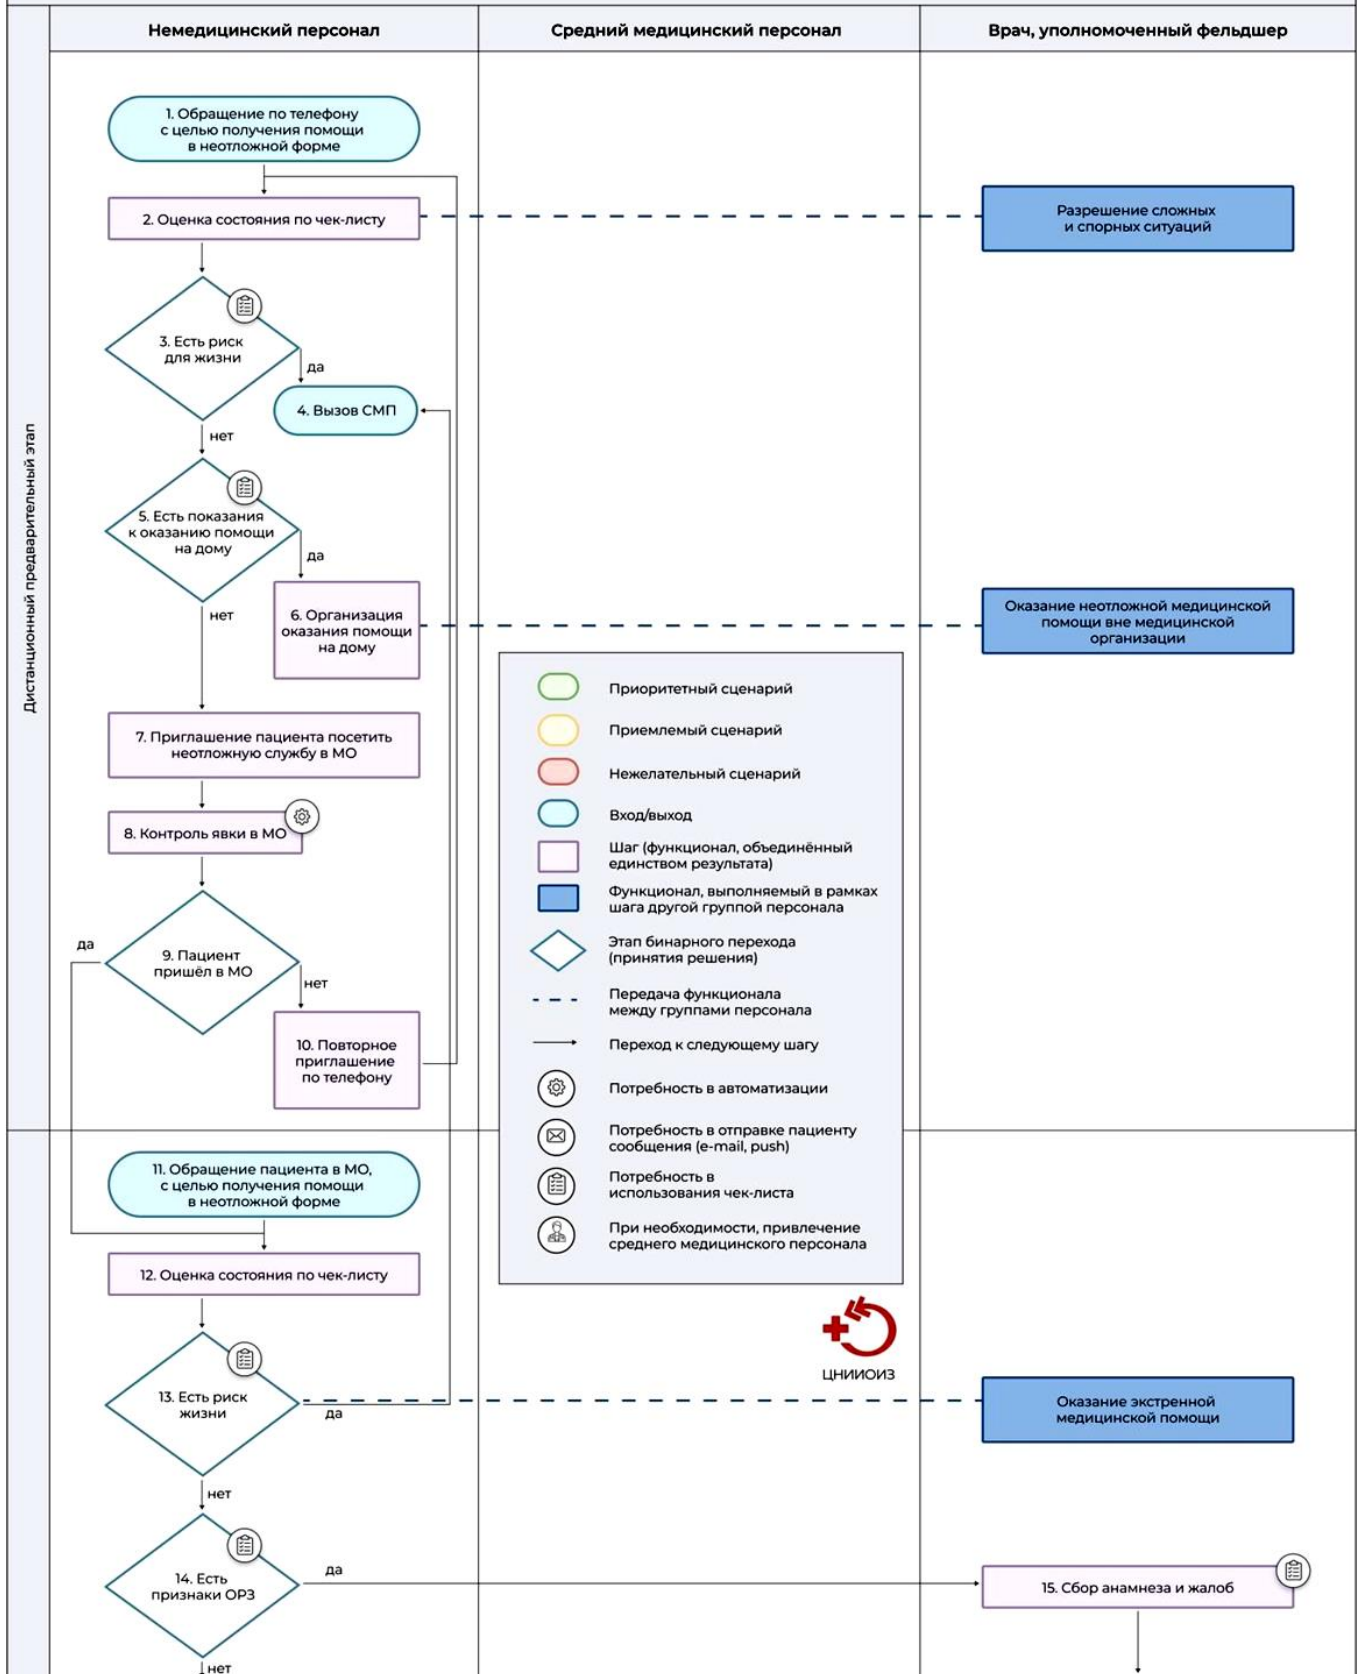 Немедицинский персонал
Средний медицинский персонал
Врач, уполномоченный фельдшер
Дистанционный предварительный этап
1. Обращение по телефону
с целью получения помощи
в неотложной форме
2. Оценка состояния по чек-листу
Разрешение сложных
и спорных ситуаций
3. Есть риск
для жизни
да
4. Вызов СМП
нет
5. Есть показания
к оказанию помощи
на дому
да
нет
6. Организация
оказания помощи
на дому
Оказание неотложной медицинской
помощи вне медицинской
организации
7. Приглашение пациента посетить
неотложную службу в МО
8. Контроль явки в МО
да
9. Пациент
пришёл в МО
нет
10. Повторное
приглашение
по телефону
Приоритетный сценарий
Приемлемый сценарий
Нежелательный сценарий
Вход/выход
Шаг (функционал, объединённый
единством результата)
Функционал, выполняемый в рамках
шага другой группой персонала
Этап бинарного перехода
(принятия решения)
Передача функционала
между группами персонала
Переход к следующему шагу
Потребность в автоматизации
Потребность в отправке пациенту
сообщения (e-mail, push)
Потребность в
использования чек-листа
При необходимости, привлечение
среднего медицинского персонала
ЦНИИОИЗ
11. Обращение пациента в МО,
с целью получения помощи
в неотложной форме
12. Оценка состояния по чек-листу
13. Есть риск
жизни
да
Оказание экстренной
медицинской помощи
нет
14. Есть
признаки ОРЗ
да
15. Сбор анамнеза и жалоб
нет